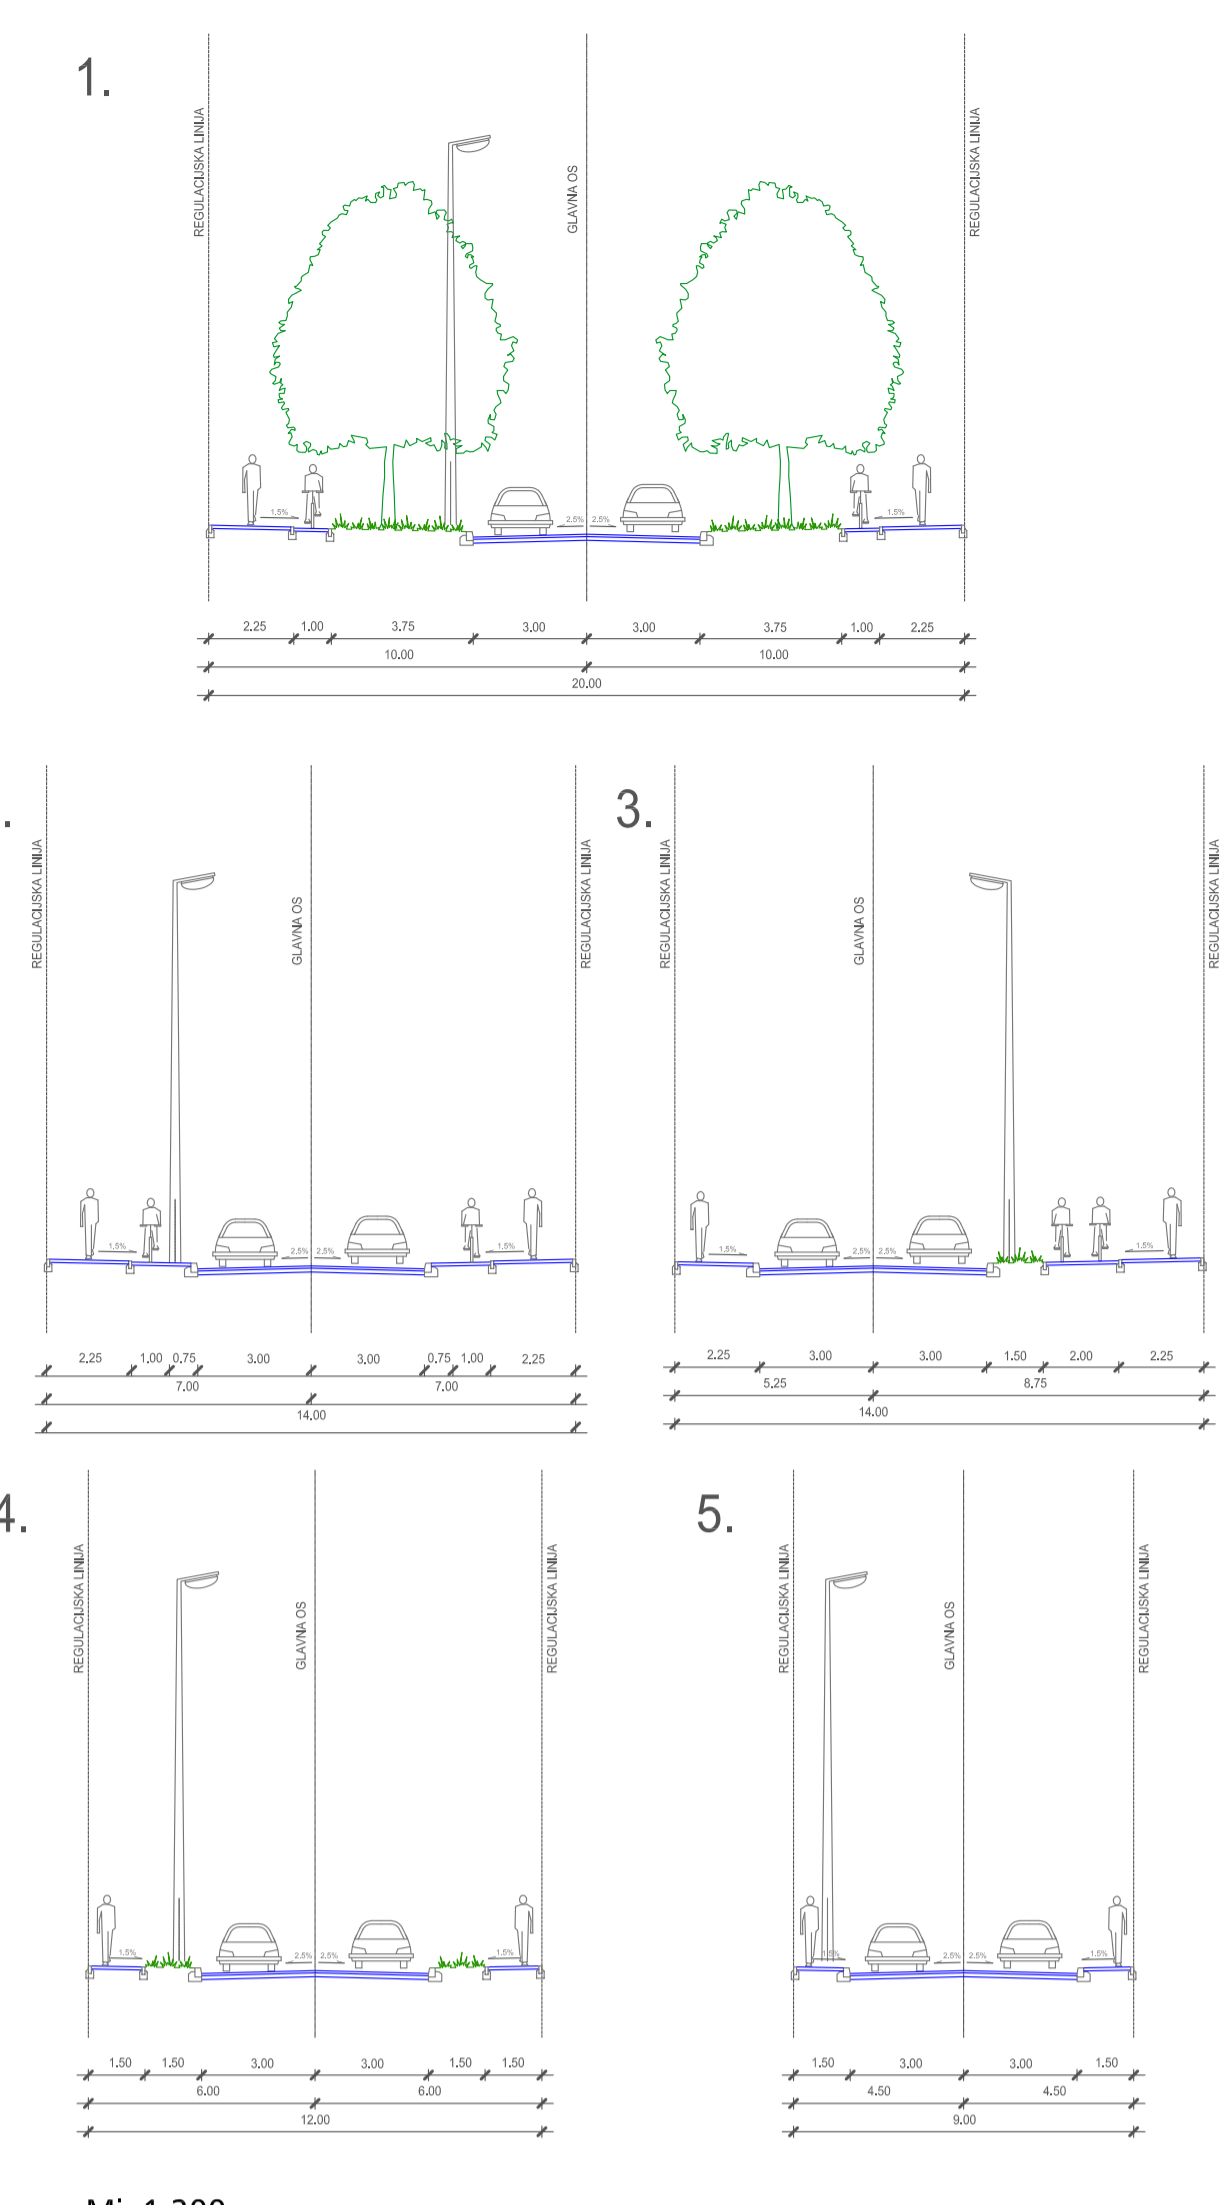 1.
REGULACIJSKA LINIJA
GLAVNA OS
REGULACIJSKA LINIJA
1.5%
2.5%
2.5%
1.5%
2.25 1.00 3.75 3.00 3.00 3.75 1.00 2.25
10.00 10.00
20.00
.
REGULACIJSKA LINIJA
GLAVNA OS
REGULACIJSKA LINIJA
1.5%
2.5%
2.5%
1.5%
2.25 1.00 0.75 3.00 3.00 0.75 1.00 2.25
7.00 7.00
14.00
3.
REGULACIJSKA LINIJA
GLAVNA OS
REGULACIJSKA LINIJA
1.5%
2.5%
2.5%
1.5%
2.25 3.00 3.00 1.50 2.00 2.25
5.25 8.75
14.00
4.
REGULACIJSKA LINIJA
GLAVNA OS
REGULACIJSKA LINIJA
1.5%
2.5%
2.5%
1.5%
1.50 1.50 3.00 3.00 1.50 1.50
6.00 6.00
12.00
5.
REGULACIJSKA LINIJA
GLAVNA OS
REGULACIJSKA LINIJA
1.5%
2.5%
2.5%
1.5%
1.50 3.00 3.00 1.50
4.50 4.50
9.00